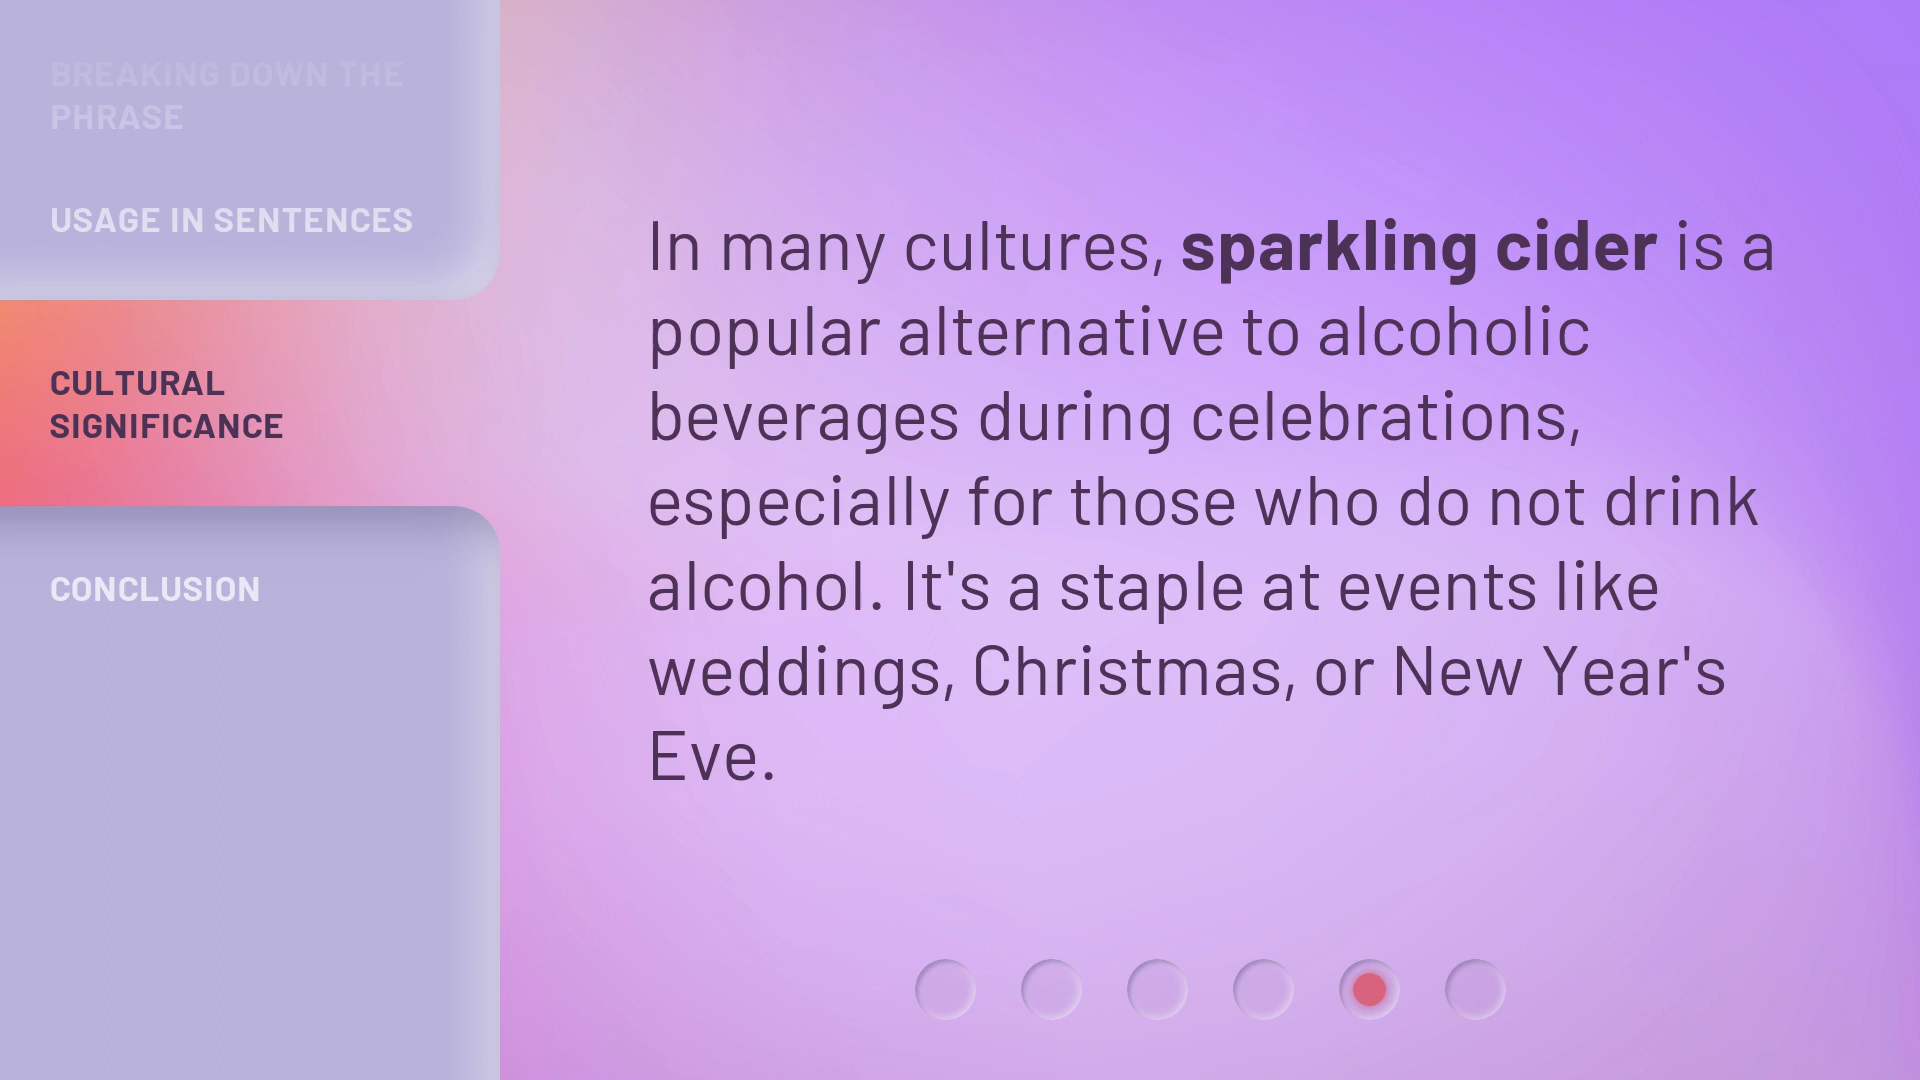 BREAKING DOWN THE
PHRASE
USAGE IN SENTENCES
CULTURAL
SIGNIFICANCE
CONCLUSION
In many cultures, sparkling cider is a
popular alternative to alcoholic
beverages during celebrations,
especially for those who do not drink
alcohol. It's a staple at events like
weddings, Christmas, or New Year's
Eve.